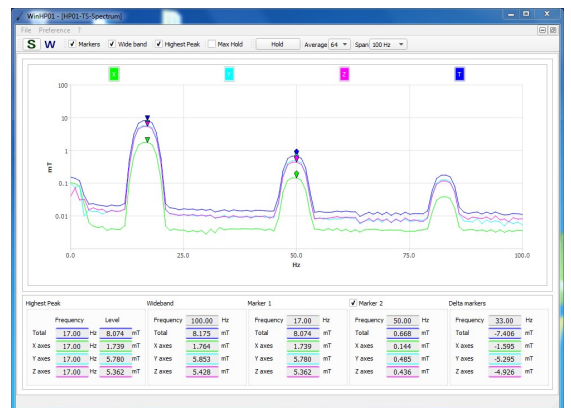 WinHP01 - [HP01-TS-Spectrum]
File Preference ?
S W Markers Wide band Highest Peak Max Hold Hold Average 64 Span 100 Hz
X Y Z T
100
10
1
0.1
0.01
mT
0.0 25.0 50.0 75.0 100.0
Hz
Highest Peak Wideband Marker 1 Marker 2 Delta markers
Frequency Level Frequency 100.00 Hz Frequency 17.00 Hz Frequency 50.00 Hz Frequency 33.00 Hz
Total 17.00 Hz 8.074 mT Total 8.175 mT Total 8.074 mT Total 0.668 mT Total -7.406 mT
X axes 17.00 Hz 1.739 mT X axes 1.764 mT X axes 1.739 mT X axes 0.144 mT X axes -1.595 mT
Y axes 17.00 Hz 5.780 mT Y axes 5.853 mT Y axes 5.780 mT Y axes 0.485 mT Y axes -5.295 mT
Z axes 17.00 Hz 5.362 mT Z axes 5.428 mT Z axes 5.362 mT Z axes 0.436 mT Z axes -4.926 mT